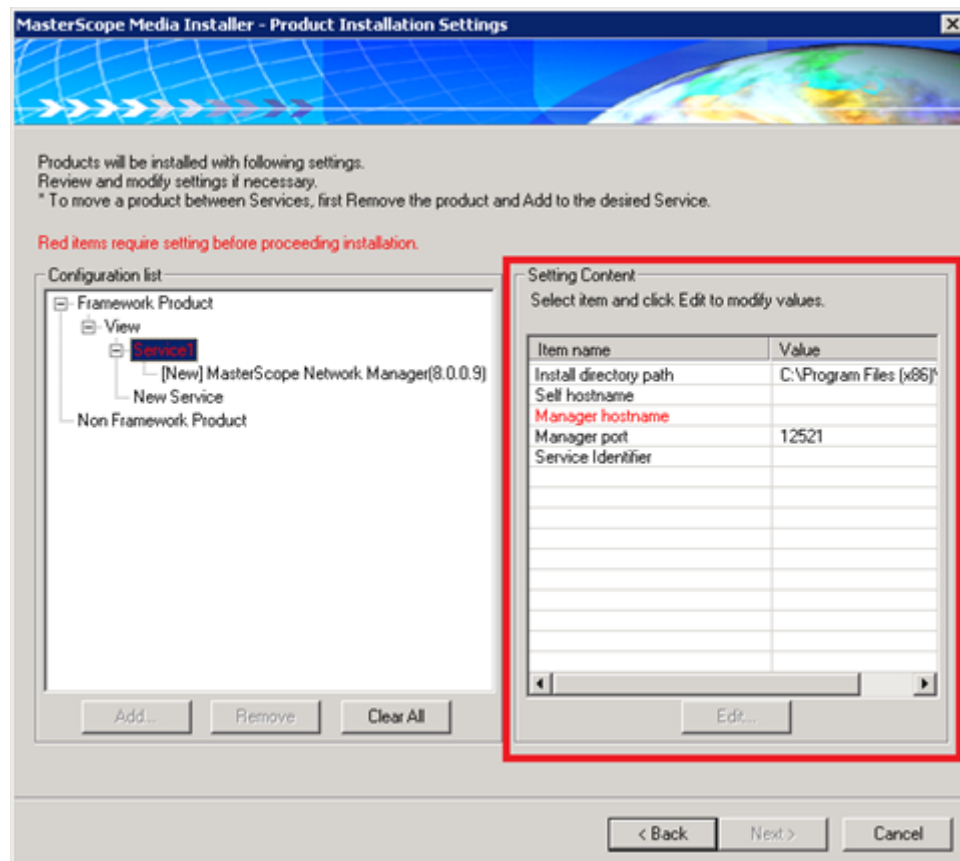 MasterScope Media Installer - Product Installation Settings
Products will be installed with following settings.
Review and modify settings if necessary.
* To move a product between Services, first Remove the product and Add to the desired Service.
Red items require setting before proceeding installation.
Configuration list
Framework Product
View
Service1
[New] MasterScope Network Manager(8.0.0.9)
New Service
Non Framework Product
Add...
Remove
Clear All
Setting Content
Select item and click Edit to modify values.
Item name Value
Install directory path C:\Program Files (x86)\
Self hostname
Manager hostname
Manager port 12521
Service Identifier
Edit...
< Back
Next >
Cancel